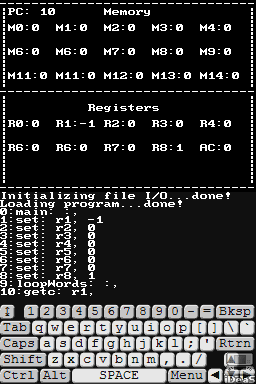 PC: 10 Memory
M0:0 M1:0 M2:0 M3:0 M4:0
M6:0 M6:0 M7:0 M8:0 M9:0
M11:0 M11:0 M12:0 M13:0 M14:0
Registers
R0:0 R1:-1 R2:0 R3:0 R4:0
R6:0 R6:0 R7:0 R8:1 AC:0
Initializing file I/O...done!
Loading program...done!
0:main: :,
1:set: r1, -1
2:set: r2, 0
3:set: r3, 0
4:set: r4, 0
5:set: r5, 0
6:set: r6, 0
7:set: r7, 0
8:set: r8, 1
9:loopWords: :,
10:getc: r1,
1 2 3 4 5 6 7 8 9 0 - = Bksp
Tab q w e r t y u i o p [ ] \ `
Caps a s d f g h j k l ; ' Rtrn
Shift z x c v b n m , . /
Ctrl Alt SPACE Menu
iDeaS